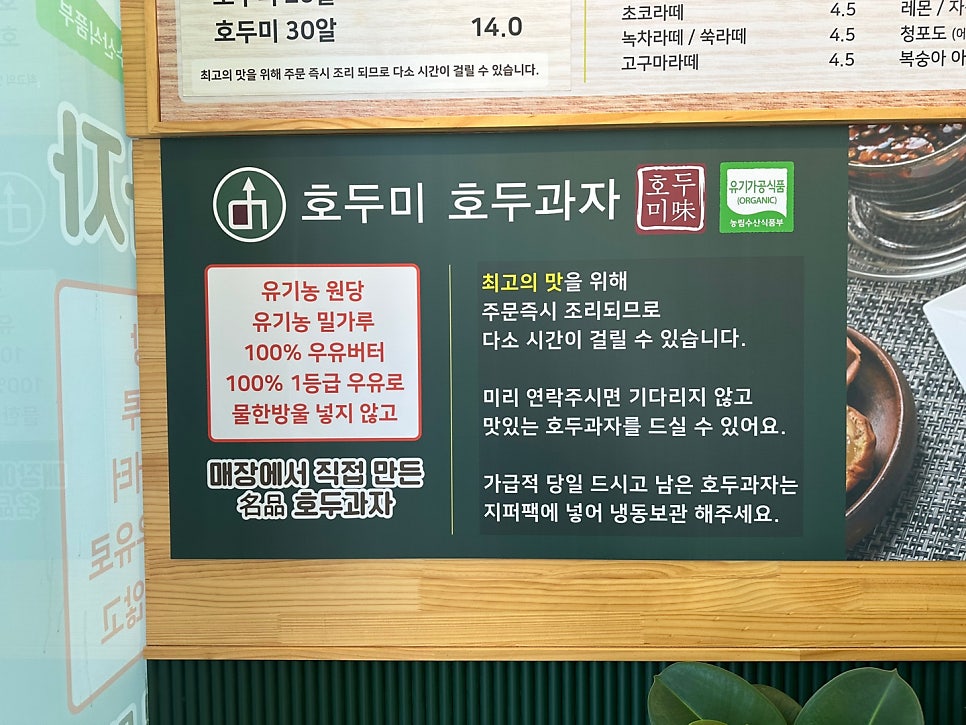 호두미 30알 14.0
최고의 맛을 위해 주문 즉시 조리 되므로 다소 시간이 걸릴 수 있습니다.
초코라떼 4.5
녹차라떼 / 쑥라떼 4.5
고구마라떼 4.5
레몬 /
청포도
복숭아
호두미 호두과자
호두
미味
유기가공식품
(ORGANIC)
농림수산식품부
유기농 원당
유기농 밀가루
100% 우유버터
100% 1등급 우유로
물한방울 넣지 않고
매장에서 직접 만든
名品 호두과자
최고의 맛을 위해
주문즉시 조리되므로
다소 시간이 걸릴 수 있습니다.
미리 연락주시면 기다리지 않고
맛있는 호두과자를 드실 수 있어요.
가급적 당일 드시고 남은 호두과자는
지퍼팩에 넣어 냉동보관 해주세요.